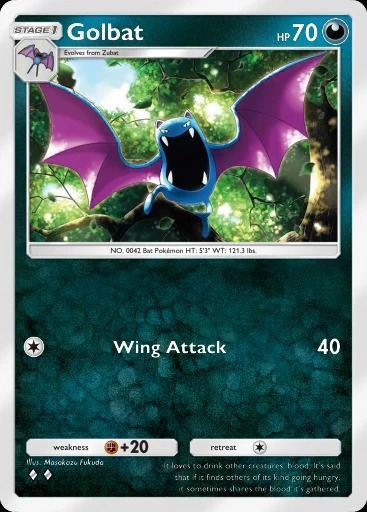 STAGE 1
Golbat
HP 70
Evolves from Zubat
NO. 0042 Bat Pokémon HT: 5'3" WT: 121.3 lbs.
Wing Attack 40
weakness +20 retreat
Illus. Masakazu Fukuda
It loves to drink other creatures' blood. It's said
that if it finds others of its kind going hungry,
it sometimes shares the blood it's gathered.